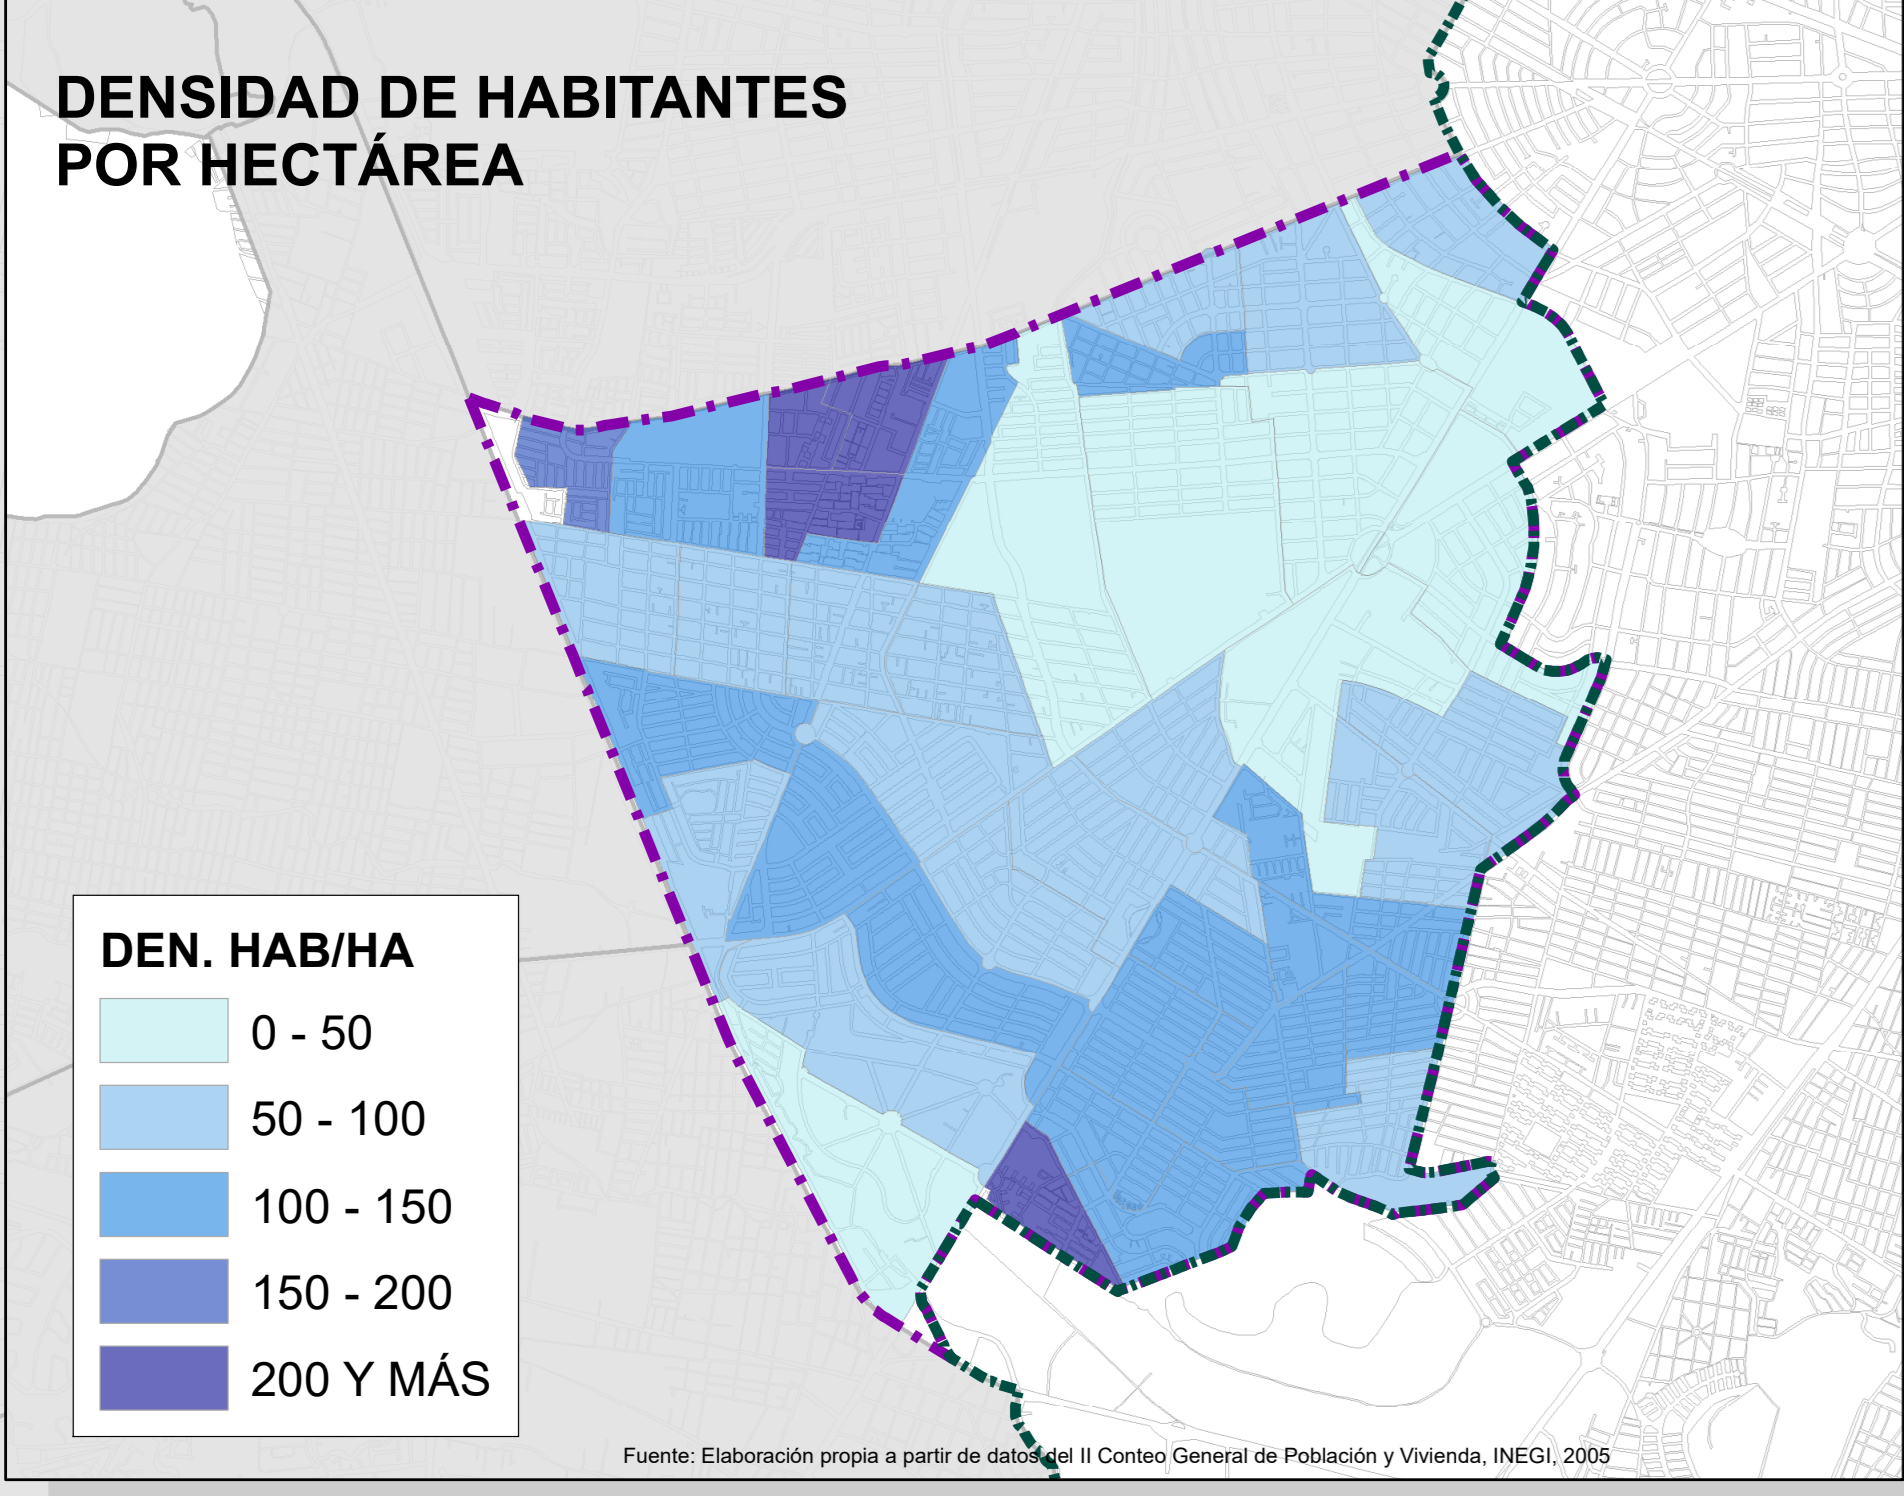 DENSIDAD DE HABITANTES
POR HECTÁREA
DEN. HAB/HA
0 - 50
50 - 100
100 - 150
150 - 200
200 Y MÁS
Fuente: Elaboración propia a partir de datos del II Conteo General de Población y Vivienda, INEGI, 2005